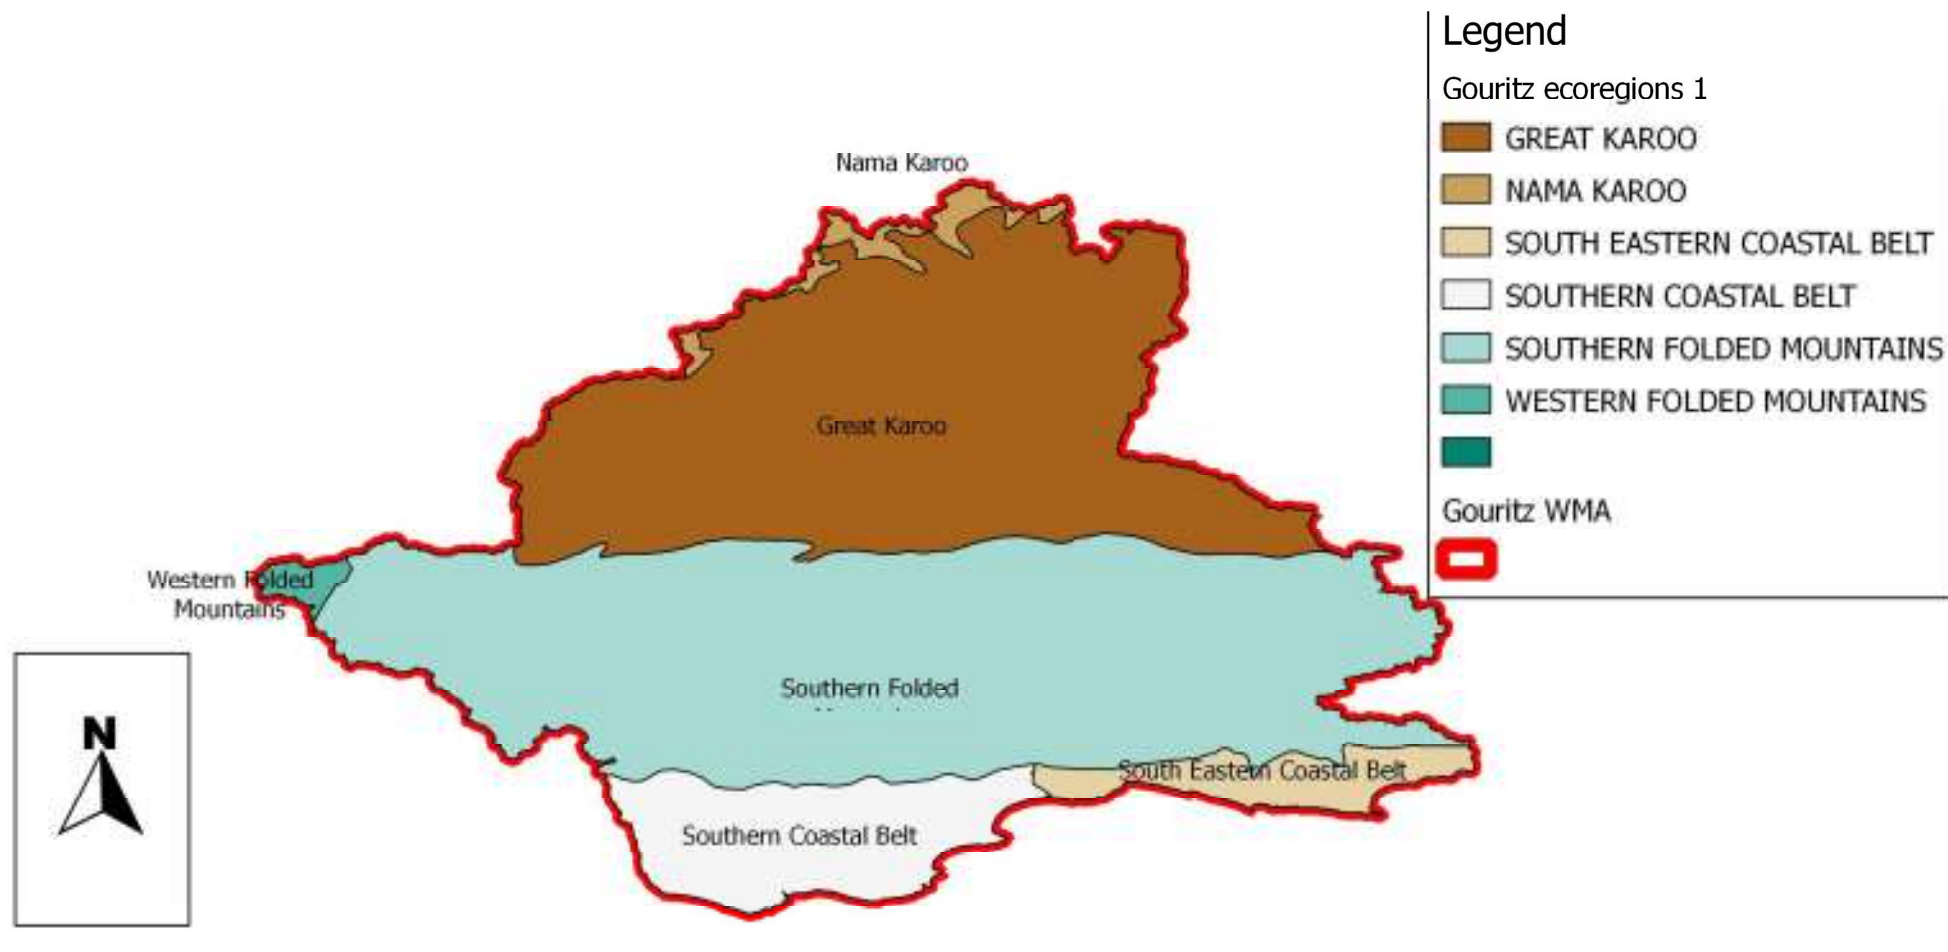 Legend
Gouritz ecoregions 1
GREAT KAROO
NAMA KAROO
SOUTH EASTERN COASTAL BELT
SOUTHERN COASTAL BELT
SOUTHERN FOLDED MOUNTAINS
WESTERN FOLDED MOUNTAINS
Gouritz WMA
Nama Karoo
Great Karoo
Western Folded
Mountains
Southern Folded
South Eastern Coastal Belt
Southern Coastal Belt
N